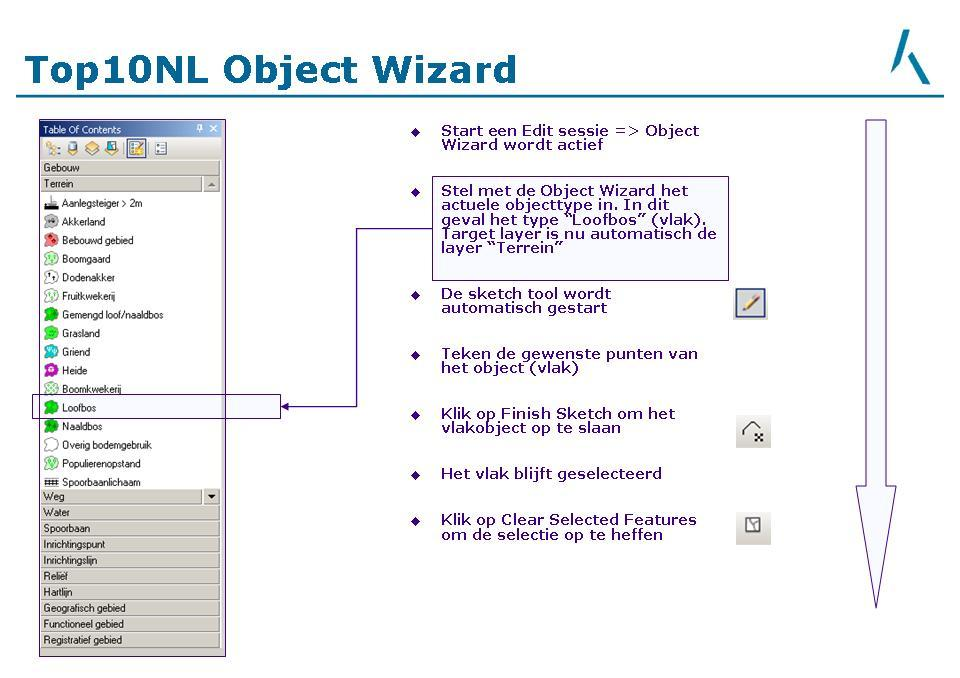 Top10NL Object Wizard
Table Of Contents
Gebouw
Terrein
Aanlegsteiger > 2m
Akkerland
Bebouwd gebied
Boomgaard
Dodenakker
Fruitkwekerij
Gemengd loof/naaldbos
Grasland
Griend
Heide
Boomkwekerij
Loofbos
Naaldbos
Overig bodemgebruik
Populierenopstand
Spoorbaanlichaam
Weg
Water
Spoorbaan
Inrichtingspunt
Inrichtingslijn
Reliëf
Hartlijn
Geografisch gebied
Functioneel gebied
Registratief gebied
Start een Edit sessie => Object
Wizard wordt actief
Stel met de Object Wizard het
actuele objecttype in. In dit
geval het type “Loofbos” (vlak).
Target layer is nu automatisch de
layer “Terrein”
De sketch tool wordt
automatisch gestart
Teken de gewenste punten van
het object (vlak)
Klik op Finish Sketch om het
vlakobject op te slaan
Het vlak blijft geselecteerd
Klik op Clear Selected Features
om de selectie op te heffen